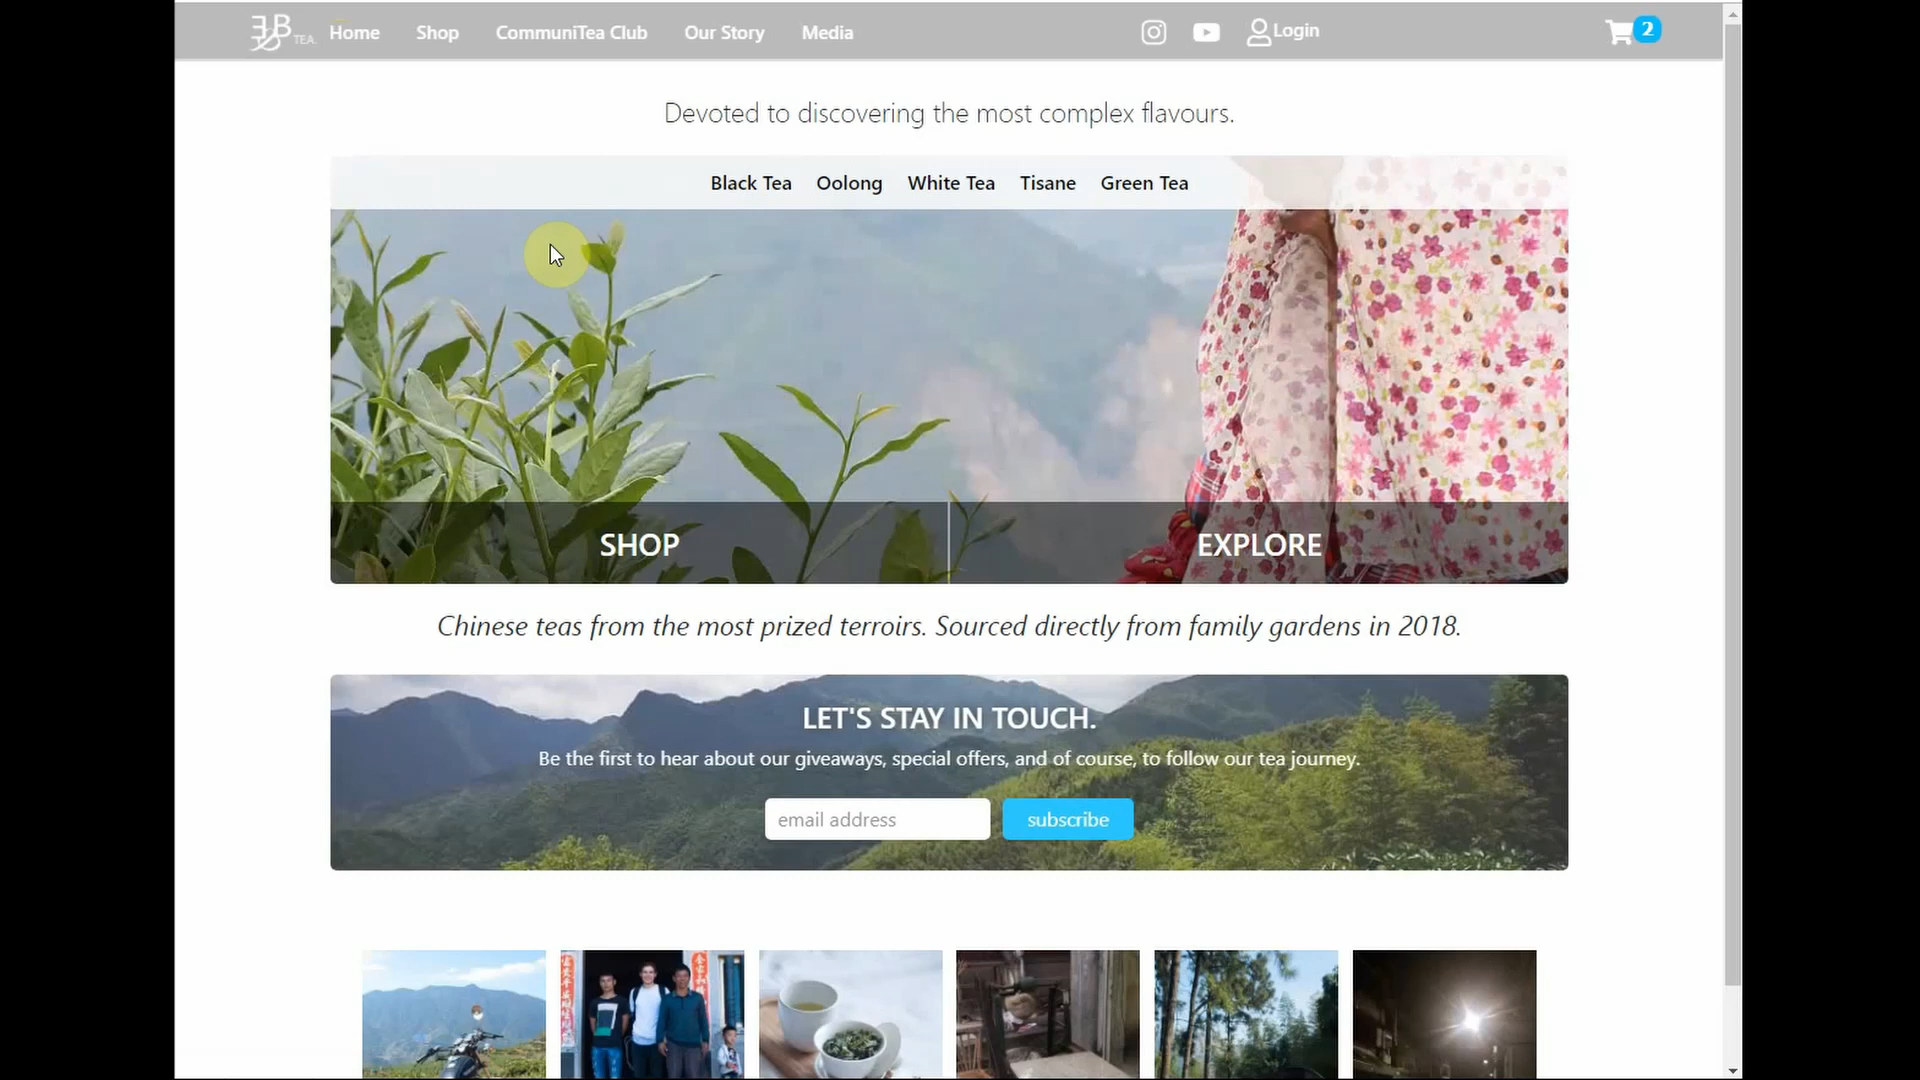 TEA.
Home Shop CommuniTea Club Our Story Media Login 2
Devoted to discovering the most complex flavours.
Black Tea Oolong White Tea Tisane Green Tea
SHOP EXPLORE
Chinese teas from the most prized terroirs. Sourced directly from family gardens in 2018.
LET'S STAY IN TOUCH.
Be the first to hear about our giveaways, special offers, and of course, to follow our tea journey.
email address subscribe